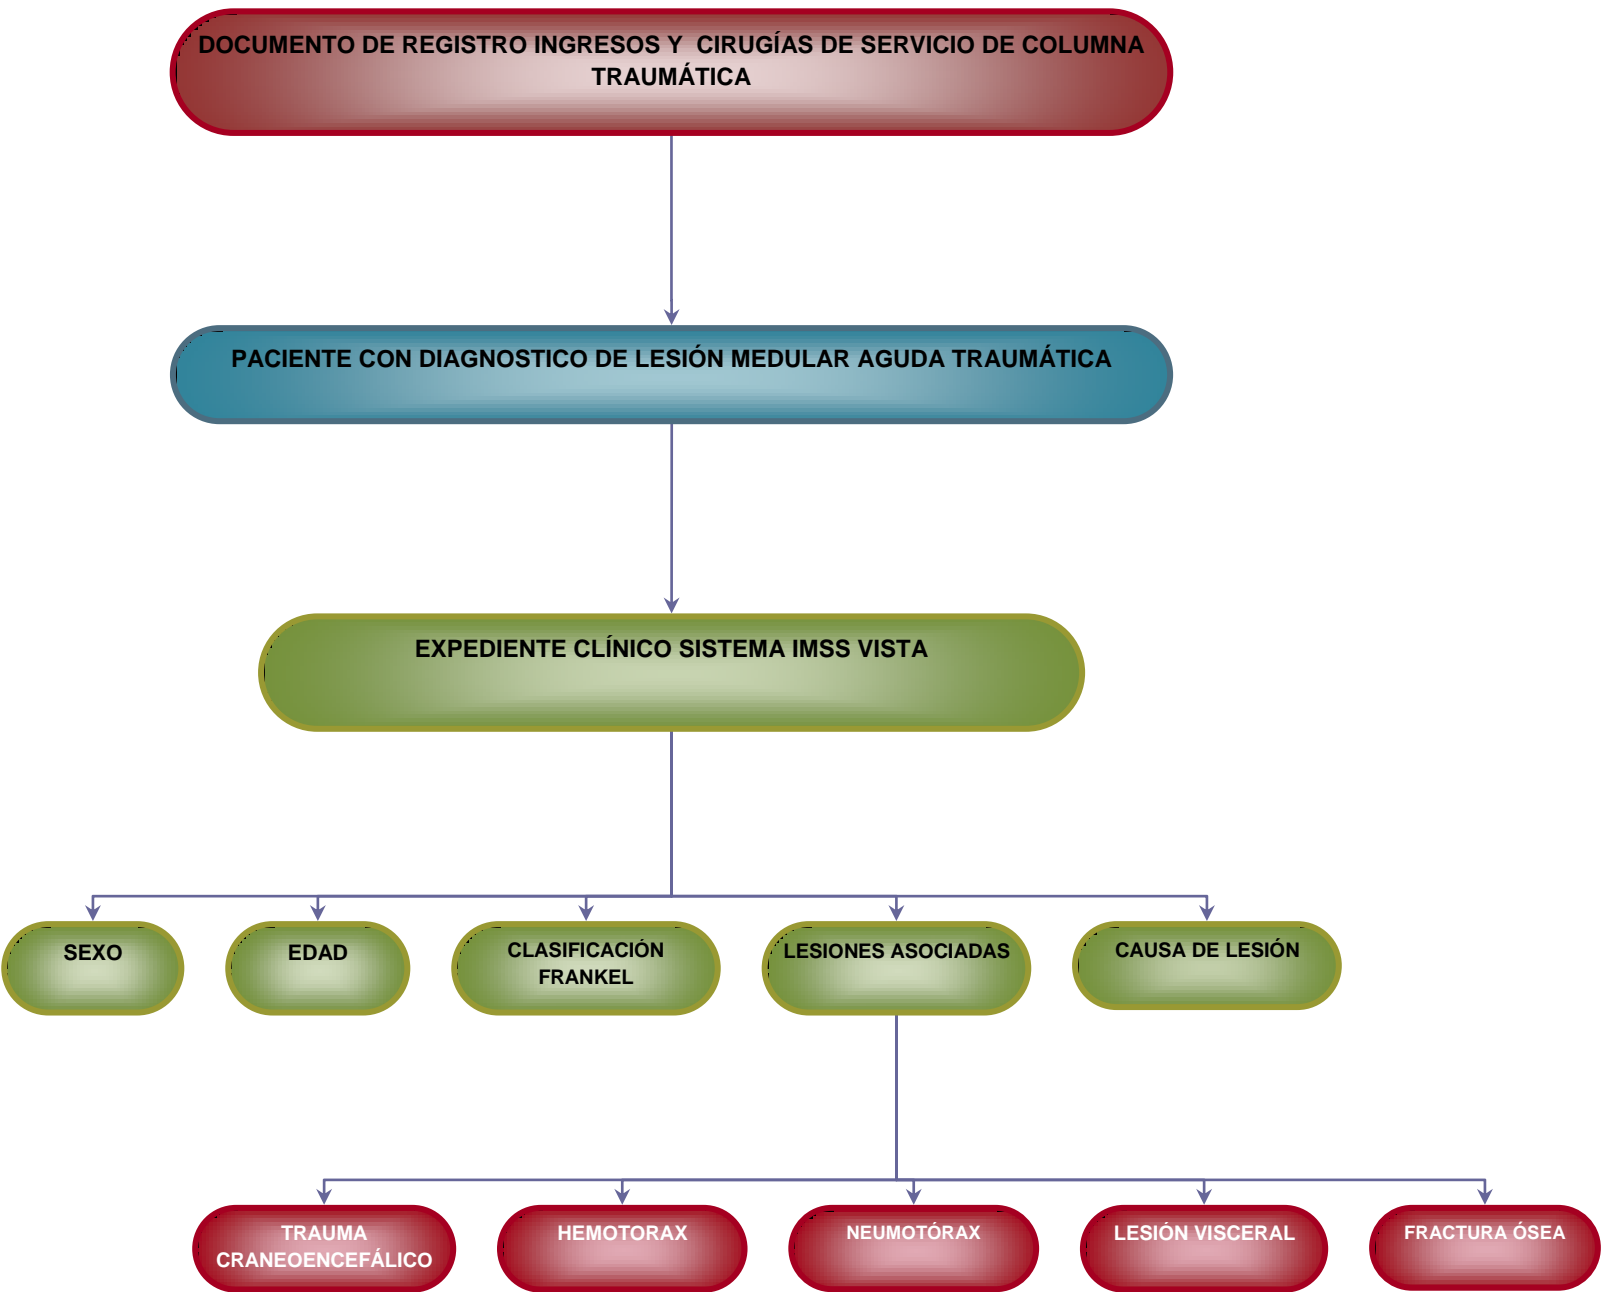 DOCUMENTO DE REGISTRO INGRESOS Y  CIRUGÍAS DE SERVICIO DE COLUMNA
TRAUMÁTICA
PACIENTE CON DIAGNOSTICO DE LESIÓN MEDULAR AGUDA TRAUMÁTICA
EXPEDIENTE CLÍNICO SISTEMA IMSS VISTA
SEXO
EDAD
CLASIFICACIÓN
FRANKEL
LESIONES ASOCIADAS
CAUSA DE LESIÓN
TRAUMA
CRANEOENCEFÁLICO
HEMOTORAX
NEUMOTÓRAX
LESIÓN VISCERAL
FRACTURA ÓSEA